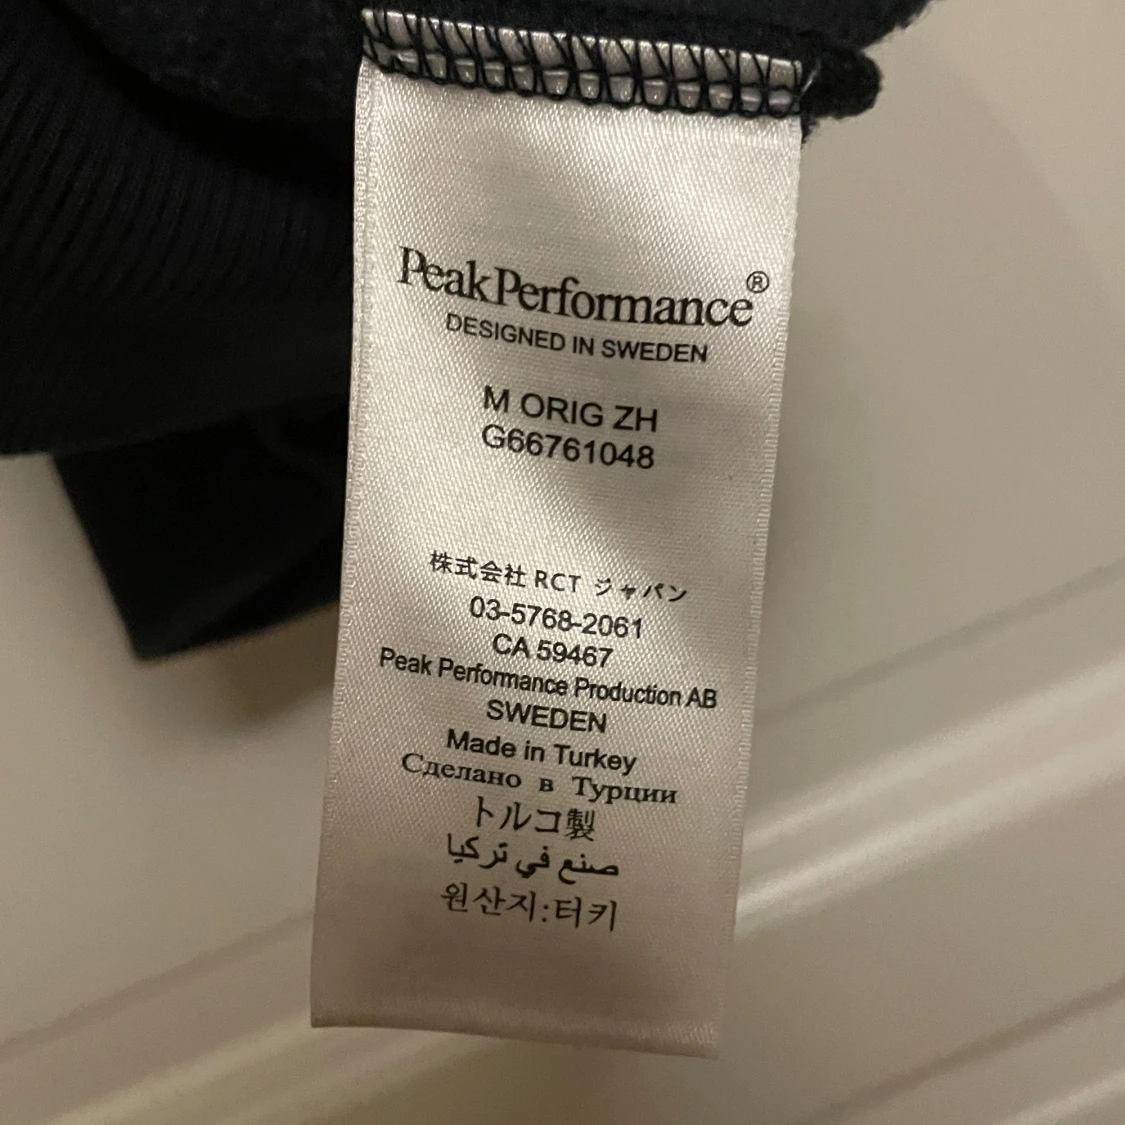 PeakPerformance®
DESIGNED IN SWEDEN
M ORIG ZH
G66761048
株式会社 RCT ジャパン
03-5768-2061
CA 59467
Peak Performance Production AB
SWEDEN
Made in Turkey
Сделано в Турции
トルコ製
صنع في تركيا
원산지:터키